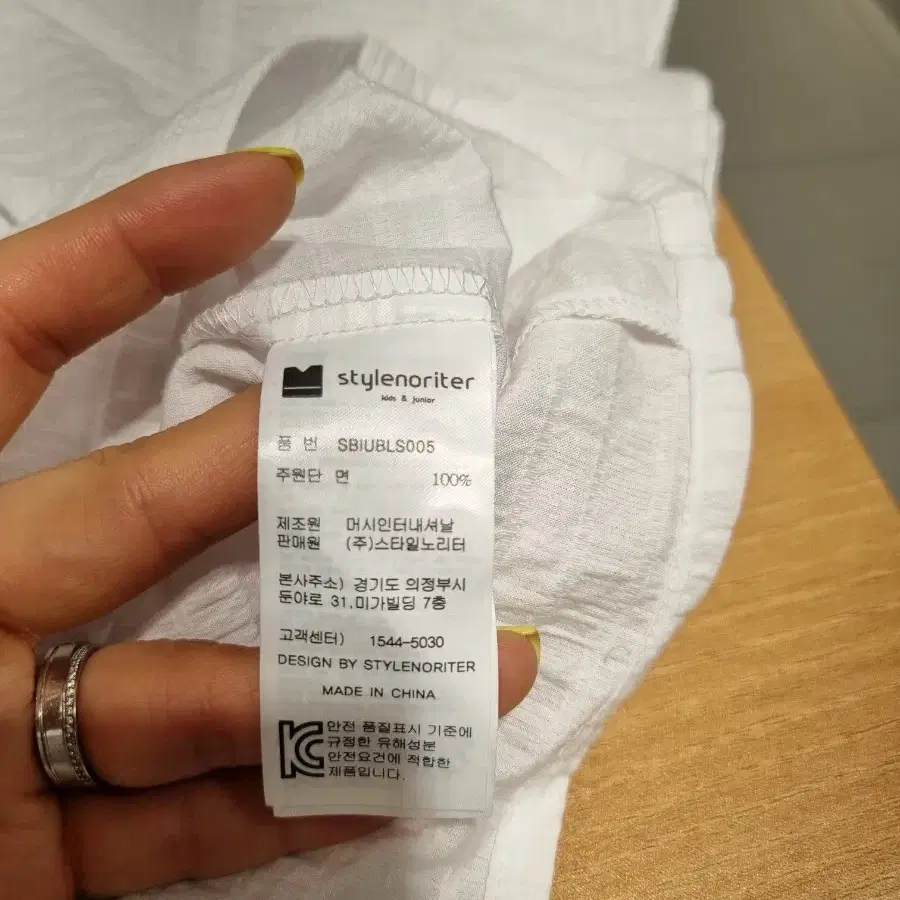 stylenoriter
kids & junior
품 번 SBIUBLS005
주원단 면 100%
제조원 머시인터내셔날
판매원 (주)스타일노리터
본사주소) 경기도 의정부시
둔야로 31,미가빌딩 7층
고객센터) 1544-5030
DESIGN BY STYLENORITER
MADE IN CHINA
안전 품질표시 기준에
규정한 유해성분
안전요건에 적합한
제품입니다.